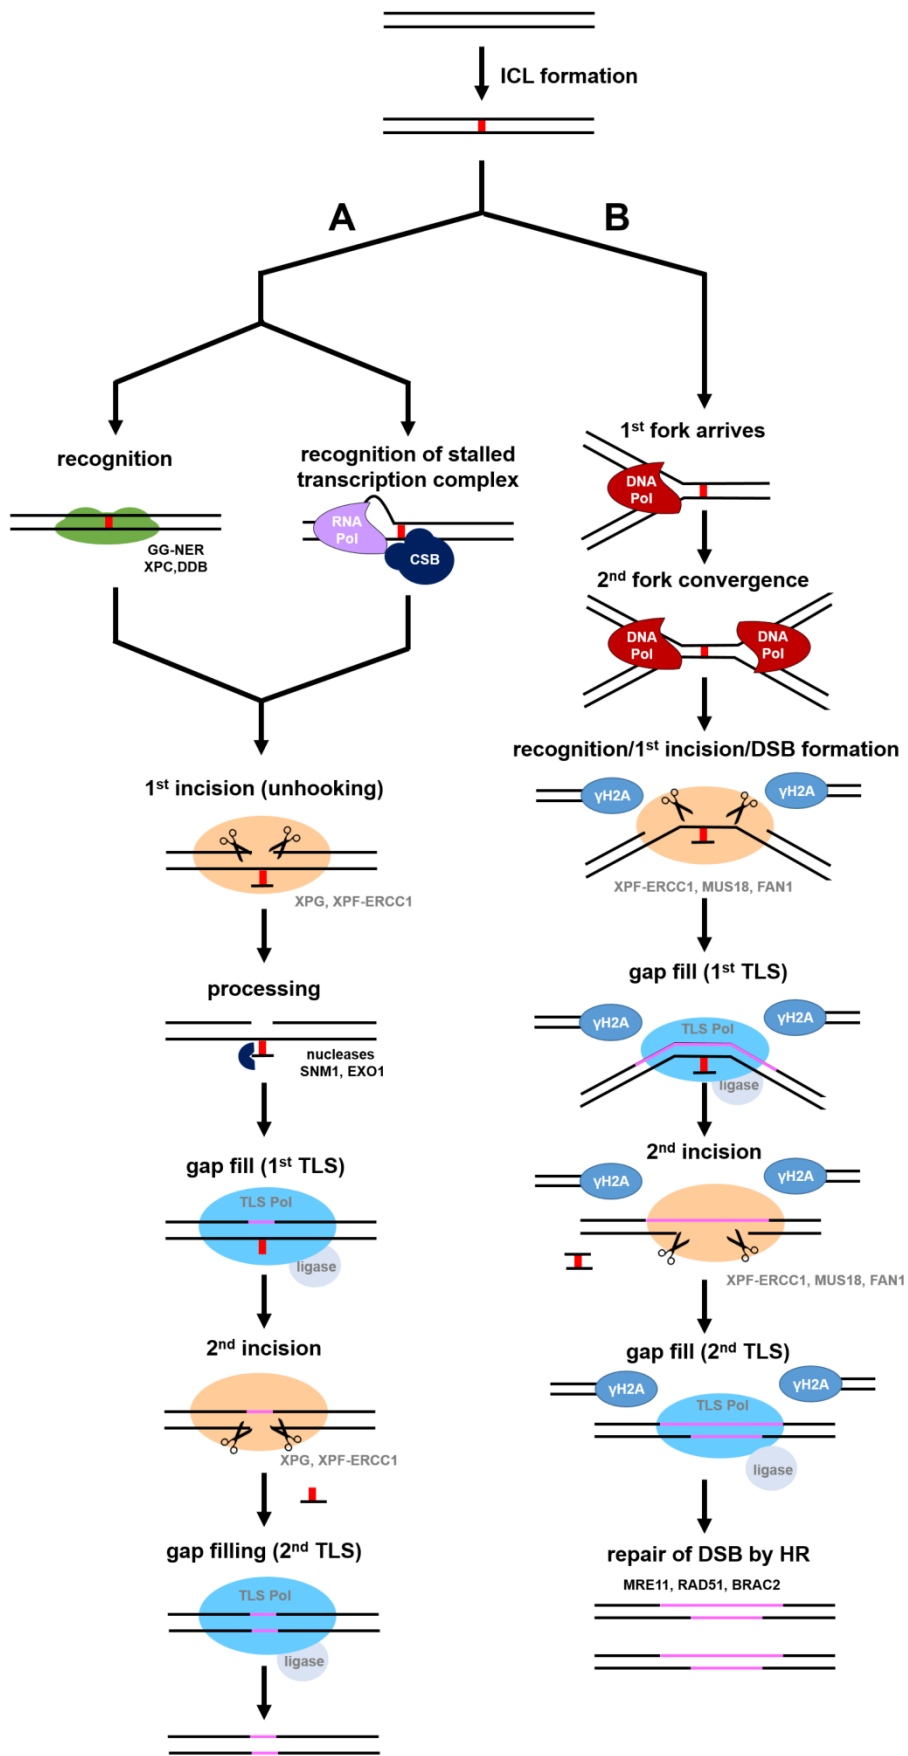 ICL formation
A
B
recognition
GG-NER
XPC,DDB
recognition of stalled
transcription complex
RNA
Pol
CSB
1st incision (unhooking)
XPG, XPF-ERCC1
processing
nucleases
SNM1, EXO1
gap fill (1st TLS)
TLS Pol
ligase
2nd incision
XPG, XPF-ERCC1
gap filling (2nd TLS)
TLS Pol
ligase
1st fork arrives
DNA
Pol
2nd fork convergence
DNA
Pol
DNA
Pol
recognition/1st incision/DSB formation
γH2A
γH2A
XPF-ERCC1, MUS18, FAN1
gap fill (1st TLS)
γH2A
γH2A
TLS Pol
ligase
2nd incision
γH2A
γH2A
XPF-ERCC1, MUS18, FAN1
gap fill (2nd TLS)
γH2A
γH2A
TLS Pol
ligase
repair of DSB by HR
MRE11, RAD51, BRAC2